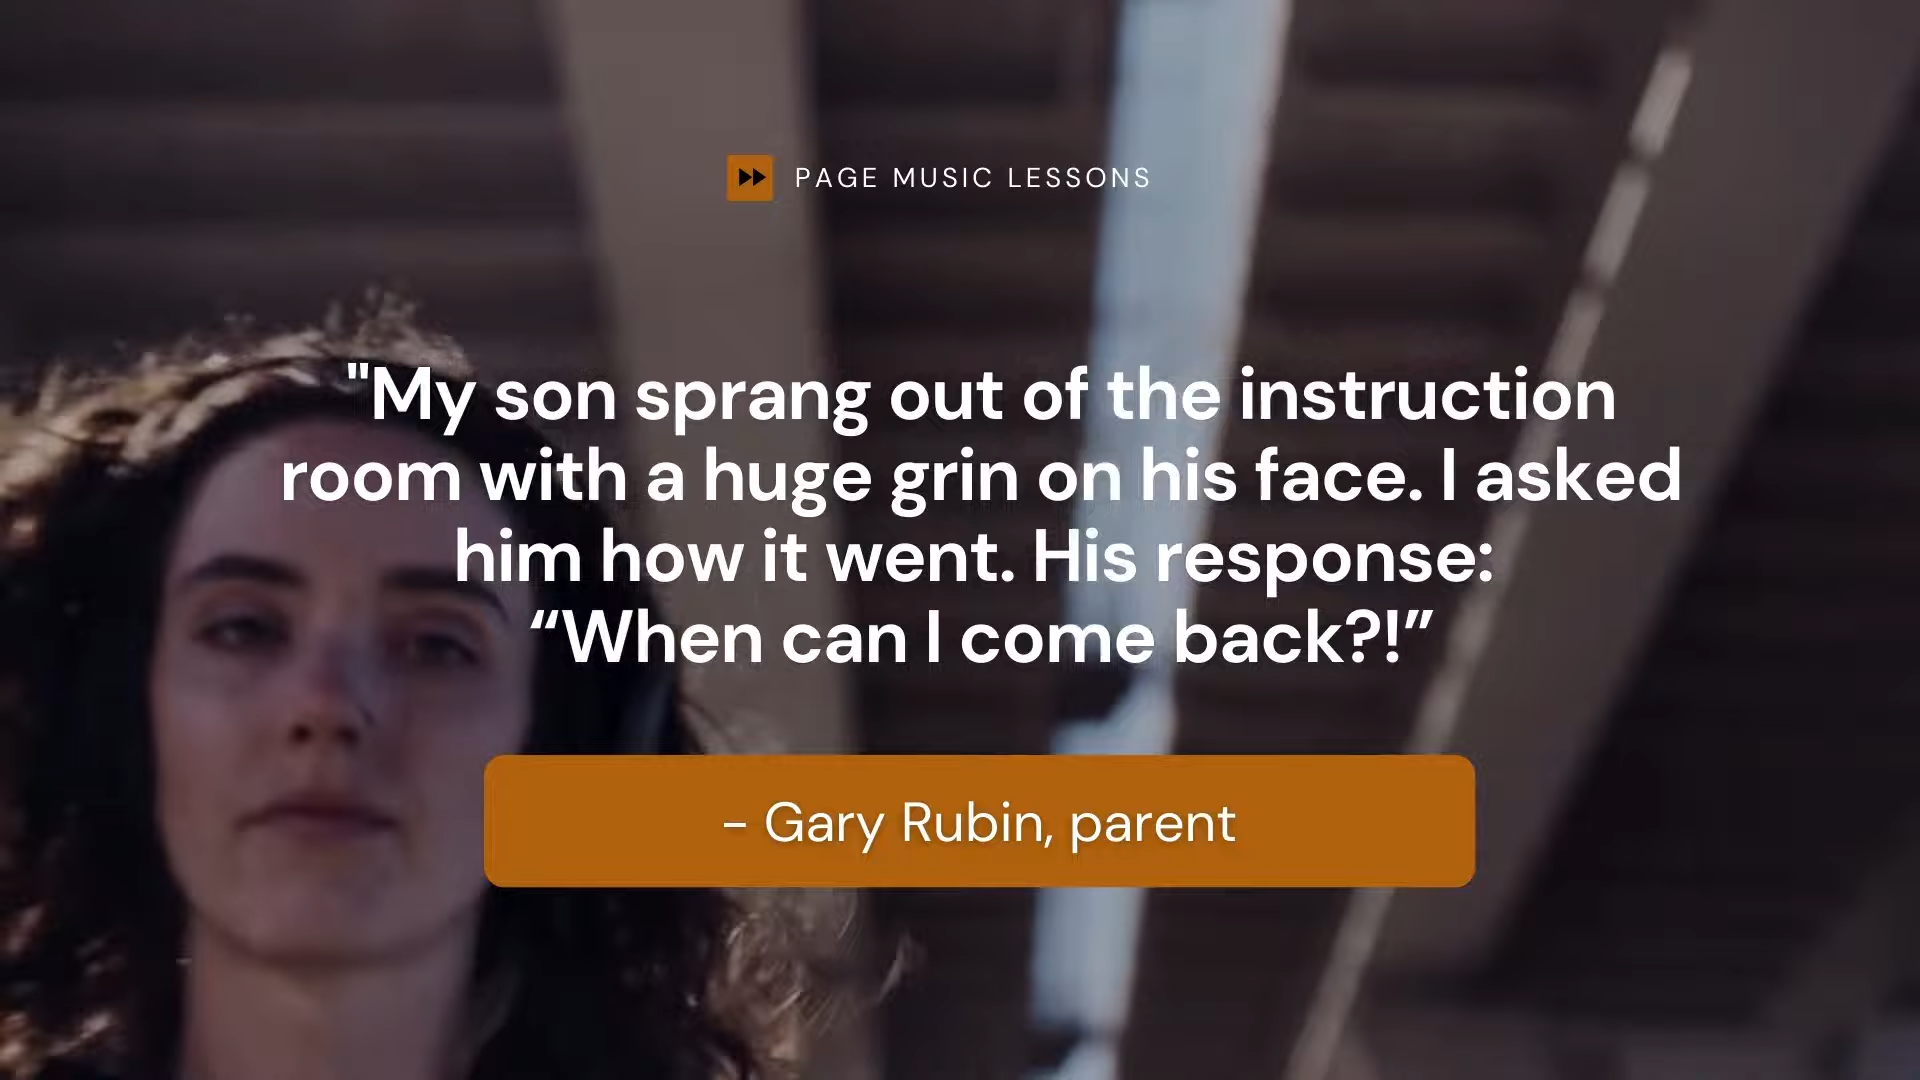 PAGE MUSIC LESSONS
"My son sprang out of the instruction
room with a huge grin on his face. I asked
him how it went. His response:
“When can I come back?!”
- Gary Rubin, parent